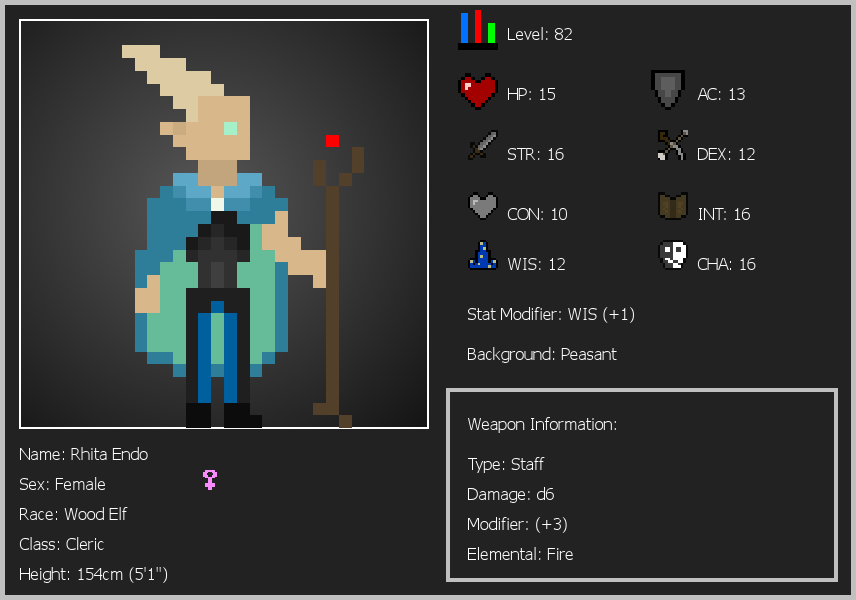 Level: 82
HP: 15
AC: 13
STR: 16
DEX: 12
CON: 10
INT: 16
WIS: 12
CHA: 16
Stat Modifier: WIS (+1)
Background: Peasant
Weapon Information:
Type: Staff
Damage: d6
Modifier: (+3)
Elemental: Fire
Name: Rhita Endo
Sex: Female
Race: Wood Elf
Class: Cleric
Height: 154cm (5'1")